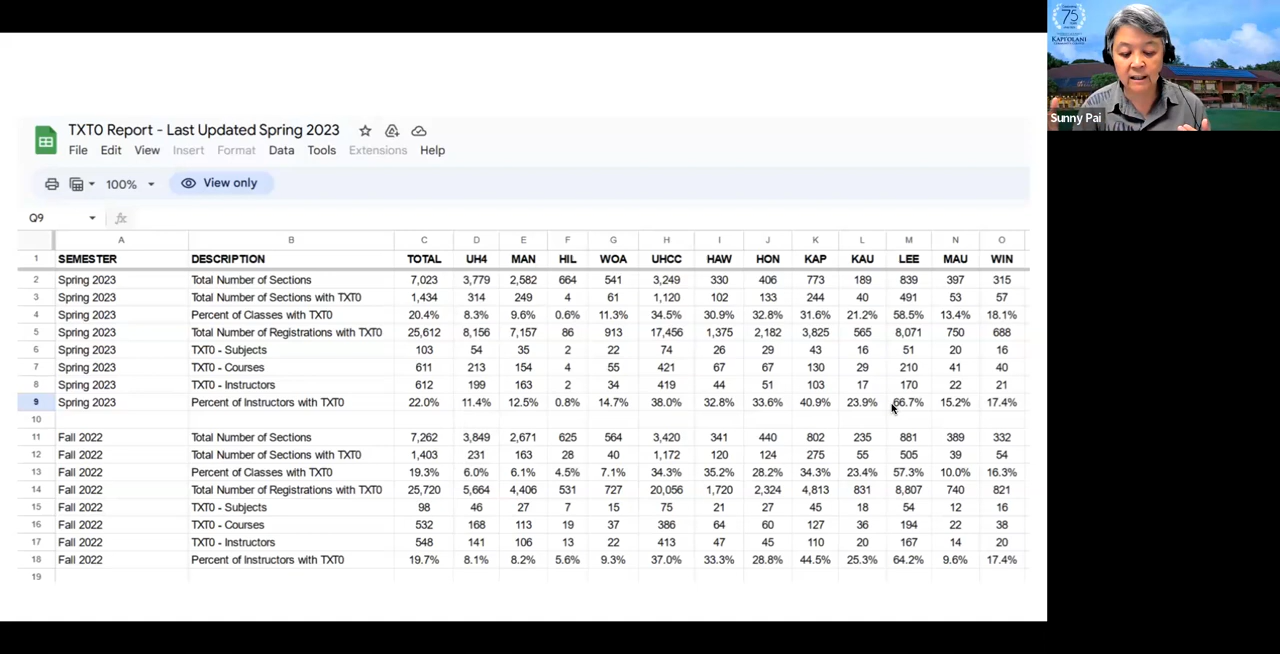 75
KAPIʻOLANI
Sunny Pai
TXT0 Report - Last Updated Spring 2023
File Edit View Insert Format Data Tools Extensions Help
100% View only
Q9 fx
A B C D E F G H I J K L M N O
1 SEMESTER DESCRIPTION TOTAL UH4 MAN HIL WOA UHCC HAW HON KAP KAU LEE MAU WIN
2 Spring 2023 Total Number of Sections 7,023 3,779 2,582 664 541 3,249 330 406 773 189 839 397 315
3 Spring 2023 Total Number of Sections with TXT0 1,434 314 249 4 61 1,120 102 133 244 40 491 53 57
4 Spring 2023 Percent of Classes with TXT0 20.4% 8.3% 9.6% 0.6% 11.3% 34.5% 30.9% 32.8% 31.6% 21.2% 58.5% 13.4% 18.1%
5 Spring 2023 Total Number of Registrations with TXT0 25,612 8,156 7,157 86 913 17,456 1,375 2,182 3,825 565 8,071 750 688
6 Spring 2023 TXT0 - Subjects 103 54 35 2 22 74 26 29 43 16 51 20 16
7 Spring 2023 TXT0 - Courses 611 213 154 4 55 421 67 67 130 29 210 41 40
8 Spring 2023 TXT0 - Instructors 612 199 163 2 34 419 44 51 103 17 170 22 21
9 Spring 2023 Percent of Instructors with TXT0 22.0% 11.4% 12.5% 0.8% 14.7% 38.0% 32.8% 33.6% 40.9% 23.9% 66.7% 15.2% 17.4%
10
11 Fall 2022 Total Number of Sections 7,262 3,849 2,671 625 564 3,420 341 440 802 235 881 389 332
12 Fall 2022 Total Number of Sections with TXT0 1,403 231 163 28 40 1,172 120 124 275 55 505 39 54
13 Fall 2022 Percent of Classes with TXT0 19.3% 6.0% 6.1% 4.5% 7.1% 34.3% 35.2% 28.2% 34.3% 23.4% 57.3% 10.0% 16.3%
14 Fall 2022 Total Number of Registrations with TXT0 25,720 5,664 4,406 531 727 20,056 1,720 2,324 4,813 831 8,807 740 821
15 Fall 2022 TXT0 - Subjects 98 46 27 7 15 75 21 27 45 18 54 12 16
16 Fall 2022 TXT0 - Courses 532 168 113 19 37 386 64 60 127 36 194 22 38
17 Fall 2022 TXT0 - Instructors 548 141 106 13 22 413 47 45 110 20 167 14 20
18 Fall 2022 Percent of Instructors with TXT0 19.7% 8.1% 8.2% 5.6% 9.3% 37.0% 33.3% 28.8% 44.5% 25.3% 64.2% 9.6% 17.4%
19